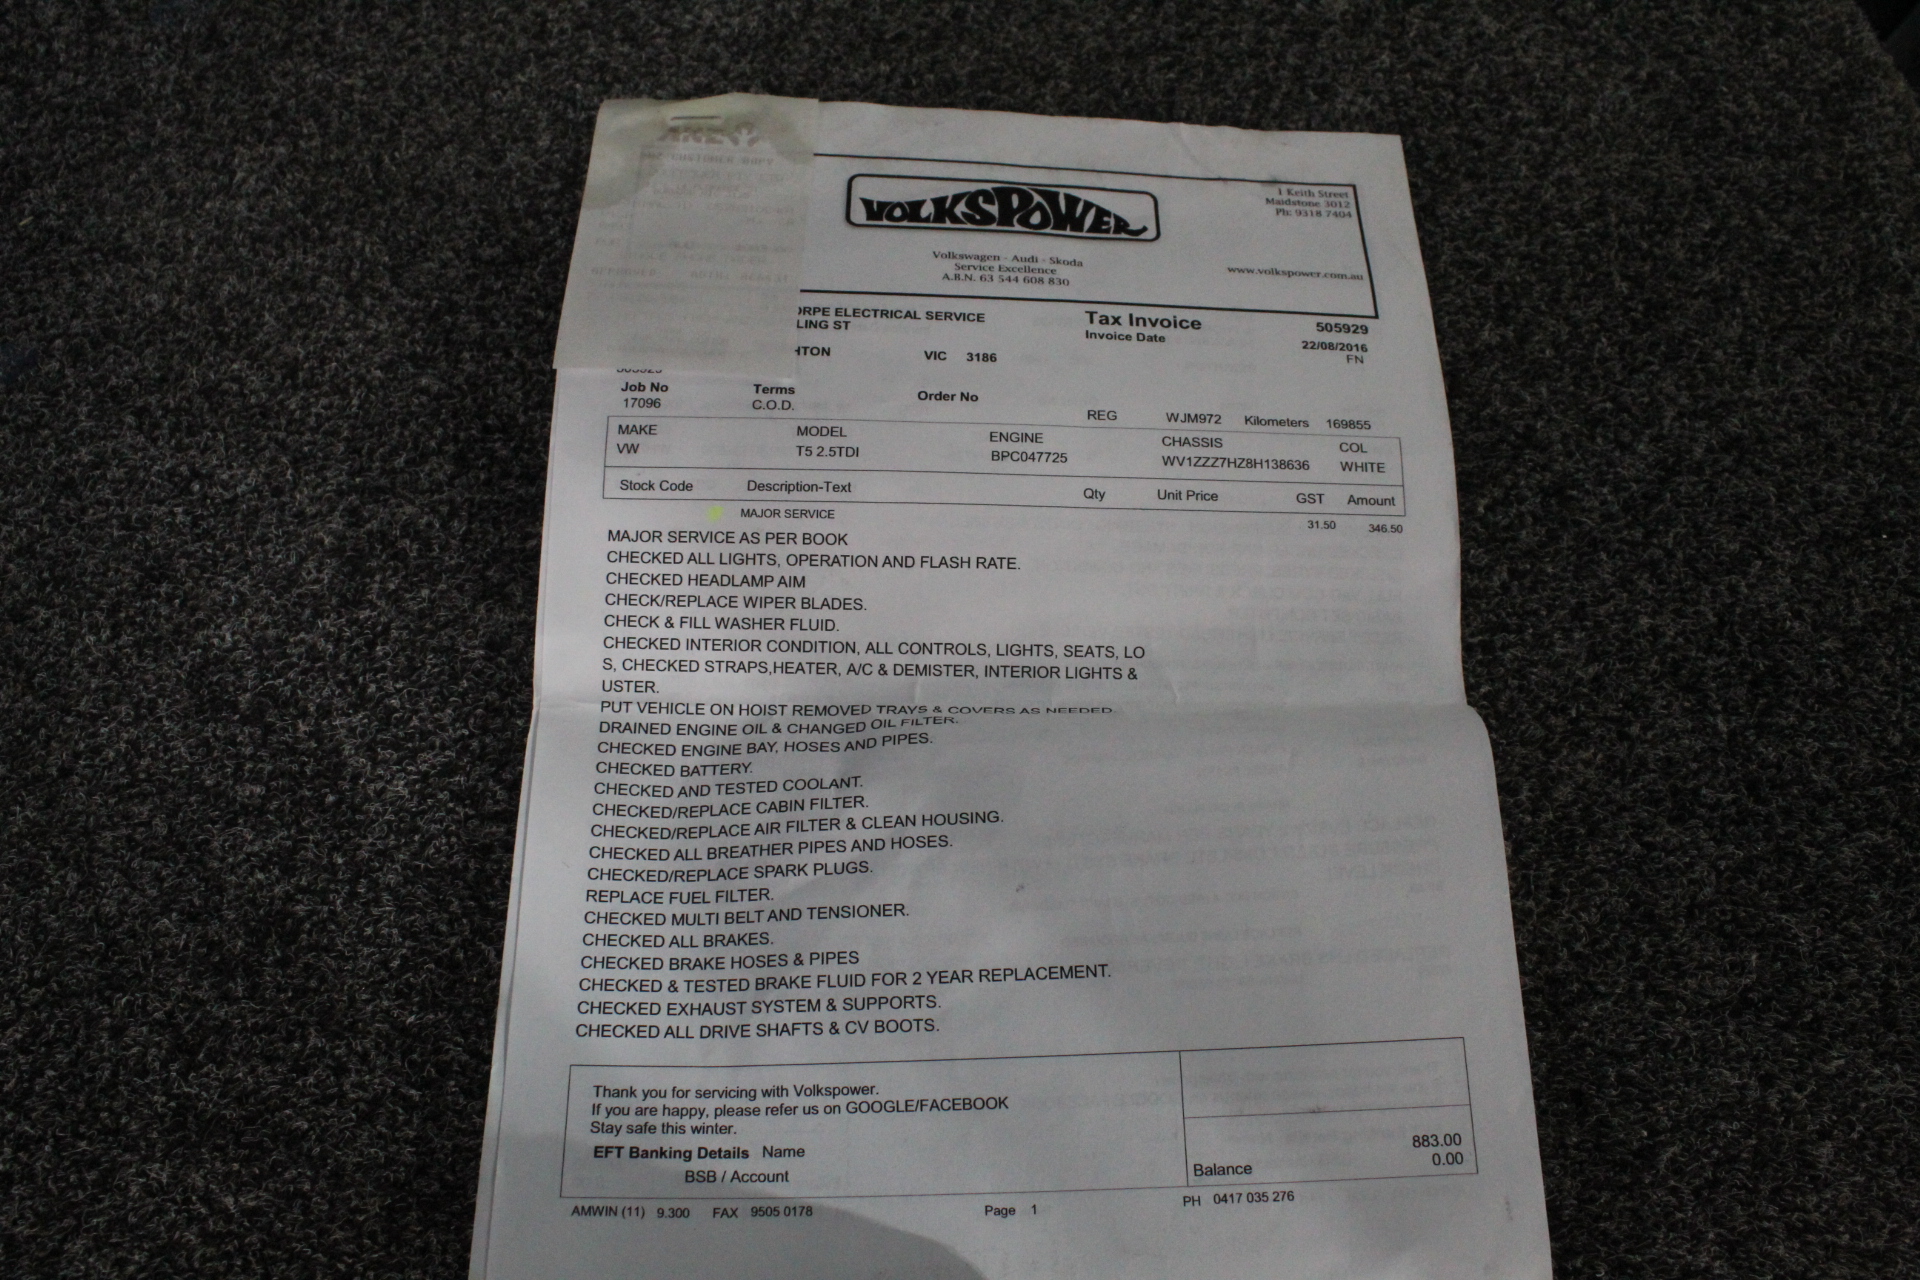 VOLKSPOWER
1 Keith Street
Maidstone 3012
Ph: 9318 7404
Volkswagen - Audi - Skoda
Service Excellence
A.B.N. 63 544 608 830
www.volkspower.com.au
ORPE ELECTRICAL SERVICE
LING ST
HTON VIC 3186
Tax Invoice 505929
Invoice Date 22/08/2016
FN
Job No Terms Order No
17096 C.O.D.
REG WJM972 Kilometers 169855
MAKE MODEL ENGINE CHASSIS COL
VW T5 2.5TDI BPC047725 WV1ZZZ7HZ8H138636 WHITE
Stock Code Description-Text Qty Unit Price GST Amount
MAJOR SERVICE 31.50 346.50
MAJOR SERVICE AS PER BOOK
CHECKED ALL LIGHTS, OPERATION AND FLASH RATE.
CHECKED HEADLAMP AIM
CHECK/REPLACE WIPER BLADES.
CHECK & FILL WASHER FLUID.
CHECKED INTERIOR CONDITION, ALL CONTROLS, LIGHTS, SEATS, LO
S, CHECKED STRAPS,HEATER, A/C & DEMISTER, INTERIOR LIGHTS &
USTER.
PUT VEHICLE ON HOIST REMOVED TRAYS & COVERS AS NEEDED.
DRAINED ENGINE OIL & CHANGED OIL FILTER.
CHECKED ENGINE BAY, HOSES AND PIPES.
CHECKED BATTERY.
CHECKED AND TESTED COOLANT.
CHECKED/REPLACE CABIN FILTER.
CHECKED/REPLACE AIR FILTER & CLEAN HOUSING.
CHECKED ALL BREATHER PIPES AND HOSES.
CHECKED/REPLACE SPARK PLUGS.
REPLACE FUEL FILTER.
CHECKED MULTI BELT AND TENSIONER.
CHECKED ALL BRAKES.
CHECKED BRAKE HOSES & PIPES
CHECKED & TESTED BRAKE FLUID FOR 2 YEAR REPLACEMENT.
CHECKED EXHAUST SYSTEM & SUPPORTS.
CHECKED ALL DRIVE SHAFTS & CV BOOTS.
Thank you for servicing with Volkspower.
If you are happy, please refer us on GOOGLE/FACEBOOK
Stay safe this winter.
EFT Banking Details Name
BSB / Account
883.00
Balance 0.00
AMWIN (11) 9.300 FAX 9505 0178 Page 1 PH 0417 035 276